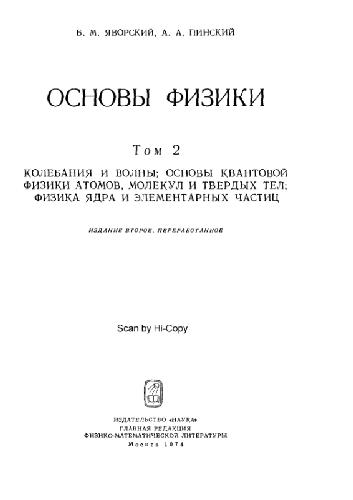 Б. М. ЯВОРСКИЙ, А. А. ПИНСКИЙ
ОСНОВЫ ФИЗИКИ
Том 2
КОЛЕБАНИЯ И ВОЛНЫ; ОСНОВЫ КВАНТОВОЙ
ФИЗИКИ АТОМОВ, МОЛЕКУЛ И ТВЕРДЫХ ТЕЛ;
ФИЗИКА ЯДРА И ЭЛЕМЕНТАРНЫХ ЧАСТИЦ
ИЗДАНИЕ ВТОРОЕ, ПЕРЕРАБОТАННОЕ
Scan by Hi-Copy
ИЗДАТЕЛЬСТВО «НАУКА»
ГЛАВНАЯ РЕДАКЦИЯ
ФИЗИКО-МАТЕМАТИЧЕСКОЙ ЛИТЕРАТУРЫ
Москва 1974